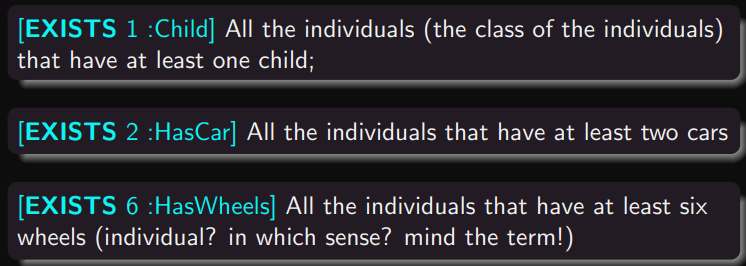 [EXISTS 1 :Child] All the individuals (the class of the individuals)
that have at least one child;
[EXISTS 2 :HasCar] All the individuals that have at least two cars
[EXISTS 6 :HasWheels] All the individuals that have at least six
wheels (individual? in which sense? mind the term!)